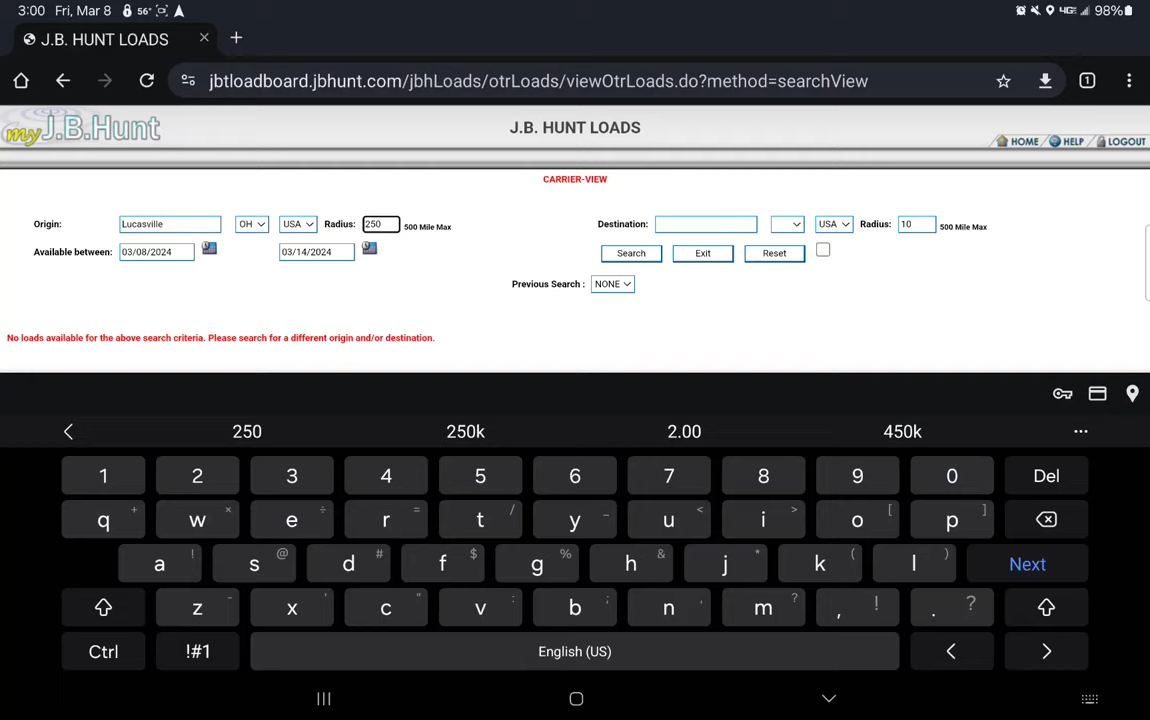 3:00 Fri, Mar 8 56° 4GE 98%
J.B. HUNT LOADS
jbtloadboard.jbhunt.com/jbhLoads/otrLoads/viewOtrLoads.do?method=searchView 1
myJ.B.Hunt J.B. HUNT LOADS HOME HELP LOGOUT
CARRIER-VIEW
Origin: Lucasville OH USA Radius: 250 500 Mile Max Destination: USA Radius: 10 500 Mile Max
Available between: 03/08/2024 03/14/2024 Search Exit Reset
Previous Search : NONE
No loads available for the above search criteria. Please search for a different origin and/or destination.
250 250k 2.00 450k ...
1 2 3 4 5 6 7 8 9 0 Del
q + w × e ÷ r = t / y _ u < i > o [ p ]
a ! s @ d # f $ g % h & j * k ( l ) Next
z - x ' c " v : b ; n , m ? , ! . ?
Ctrl !#1 English (US) < >